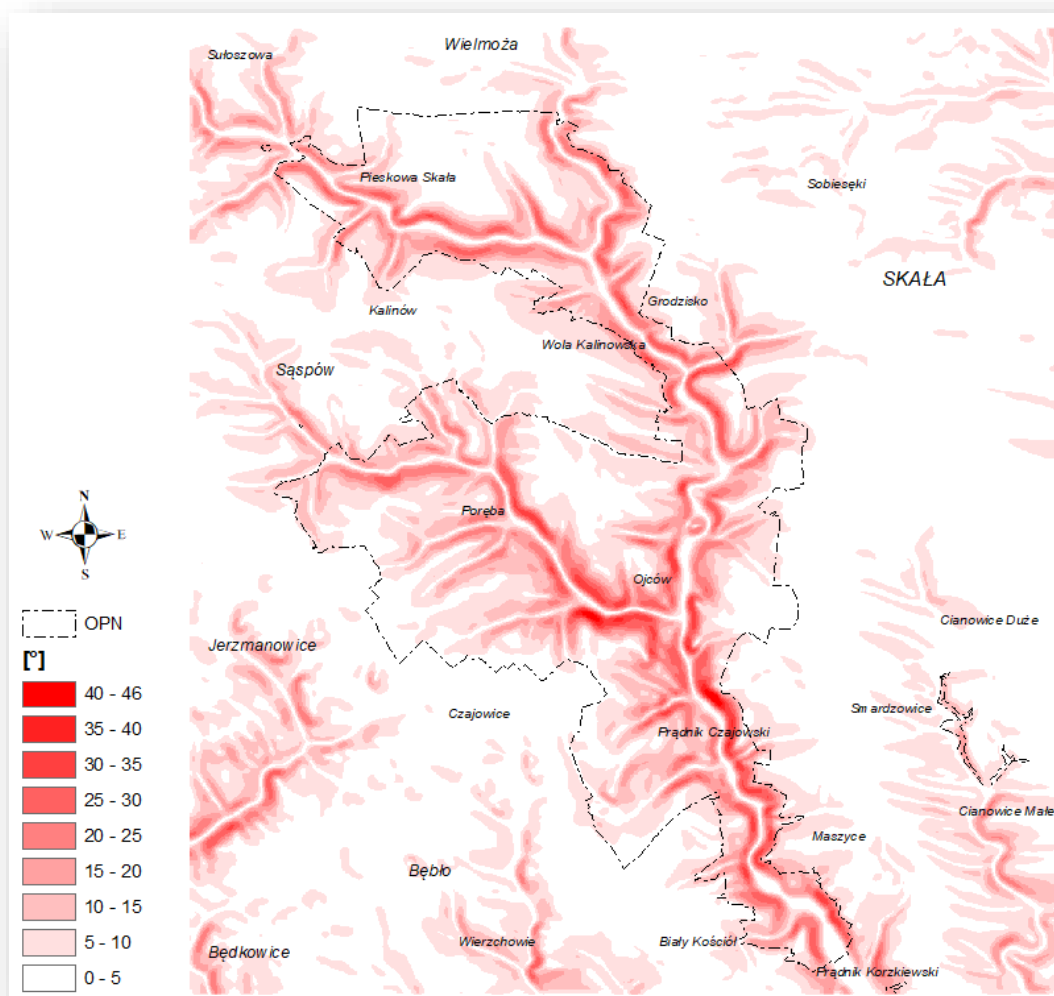 Sułoszowa
Wielmoża
Pieskowa Skała
Sobiesęki
SKAŁA
Kalinów
Grodzisko
Wola Kalinowska
Sąspów
Poręba
Ojców
N
W E
S
OPN
[°]
40 - 46
35 - 40
30 - 35
25 - 30
20 - 25
15 - 20
10 - 15
5 - 10
0 - 5
Jerzmanowice
Cianowice Duże
Czajowice
Smardzowice
Prądnik Czajowski
Cianowice Małe
Maszyce
Bębło
Będkowice
Wierzchowie
Biały Kościół
Prądnik Korzkiewski